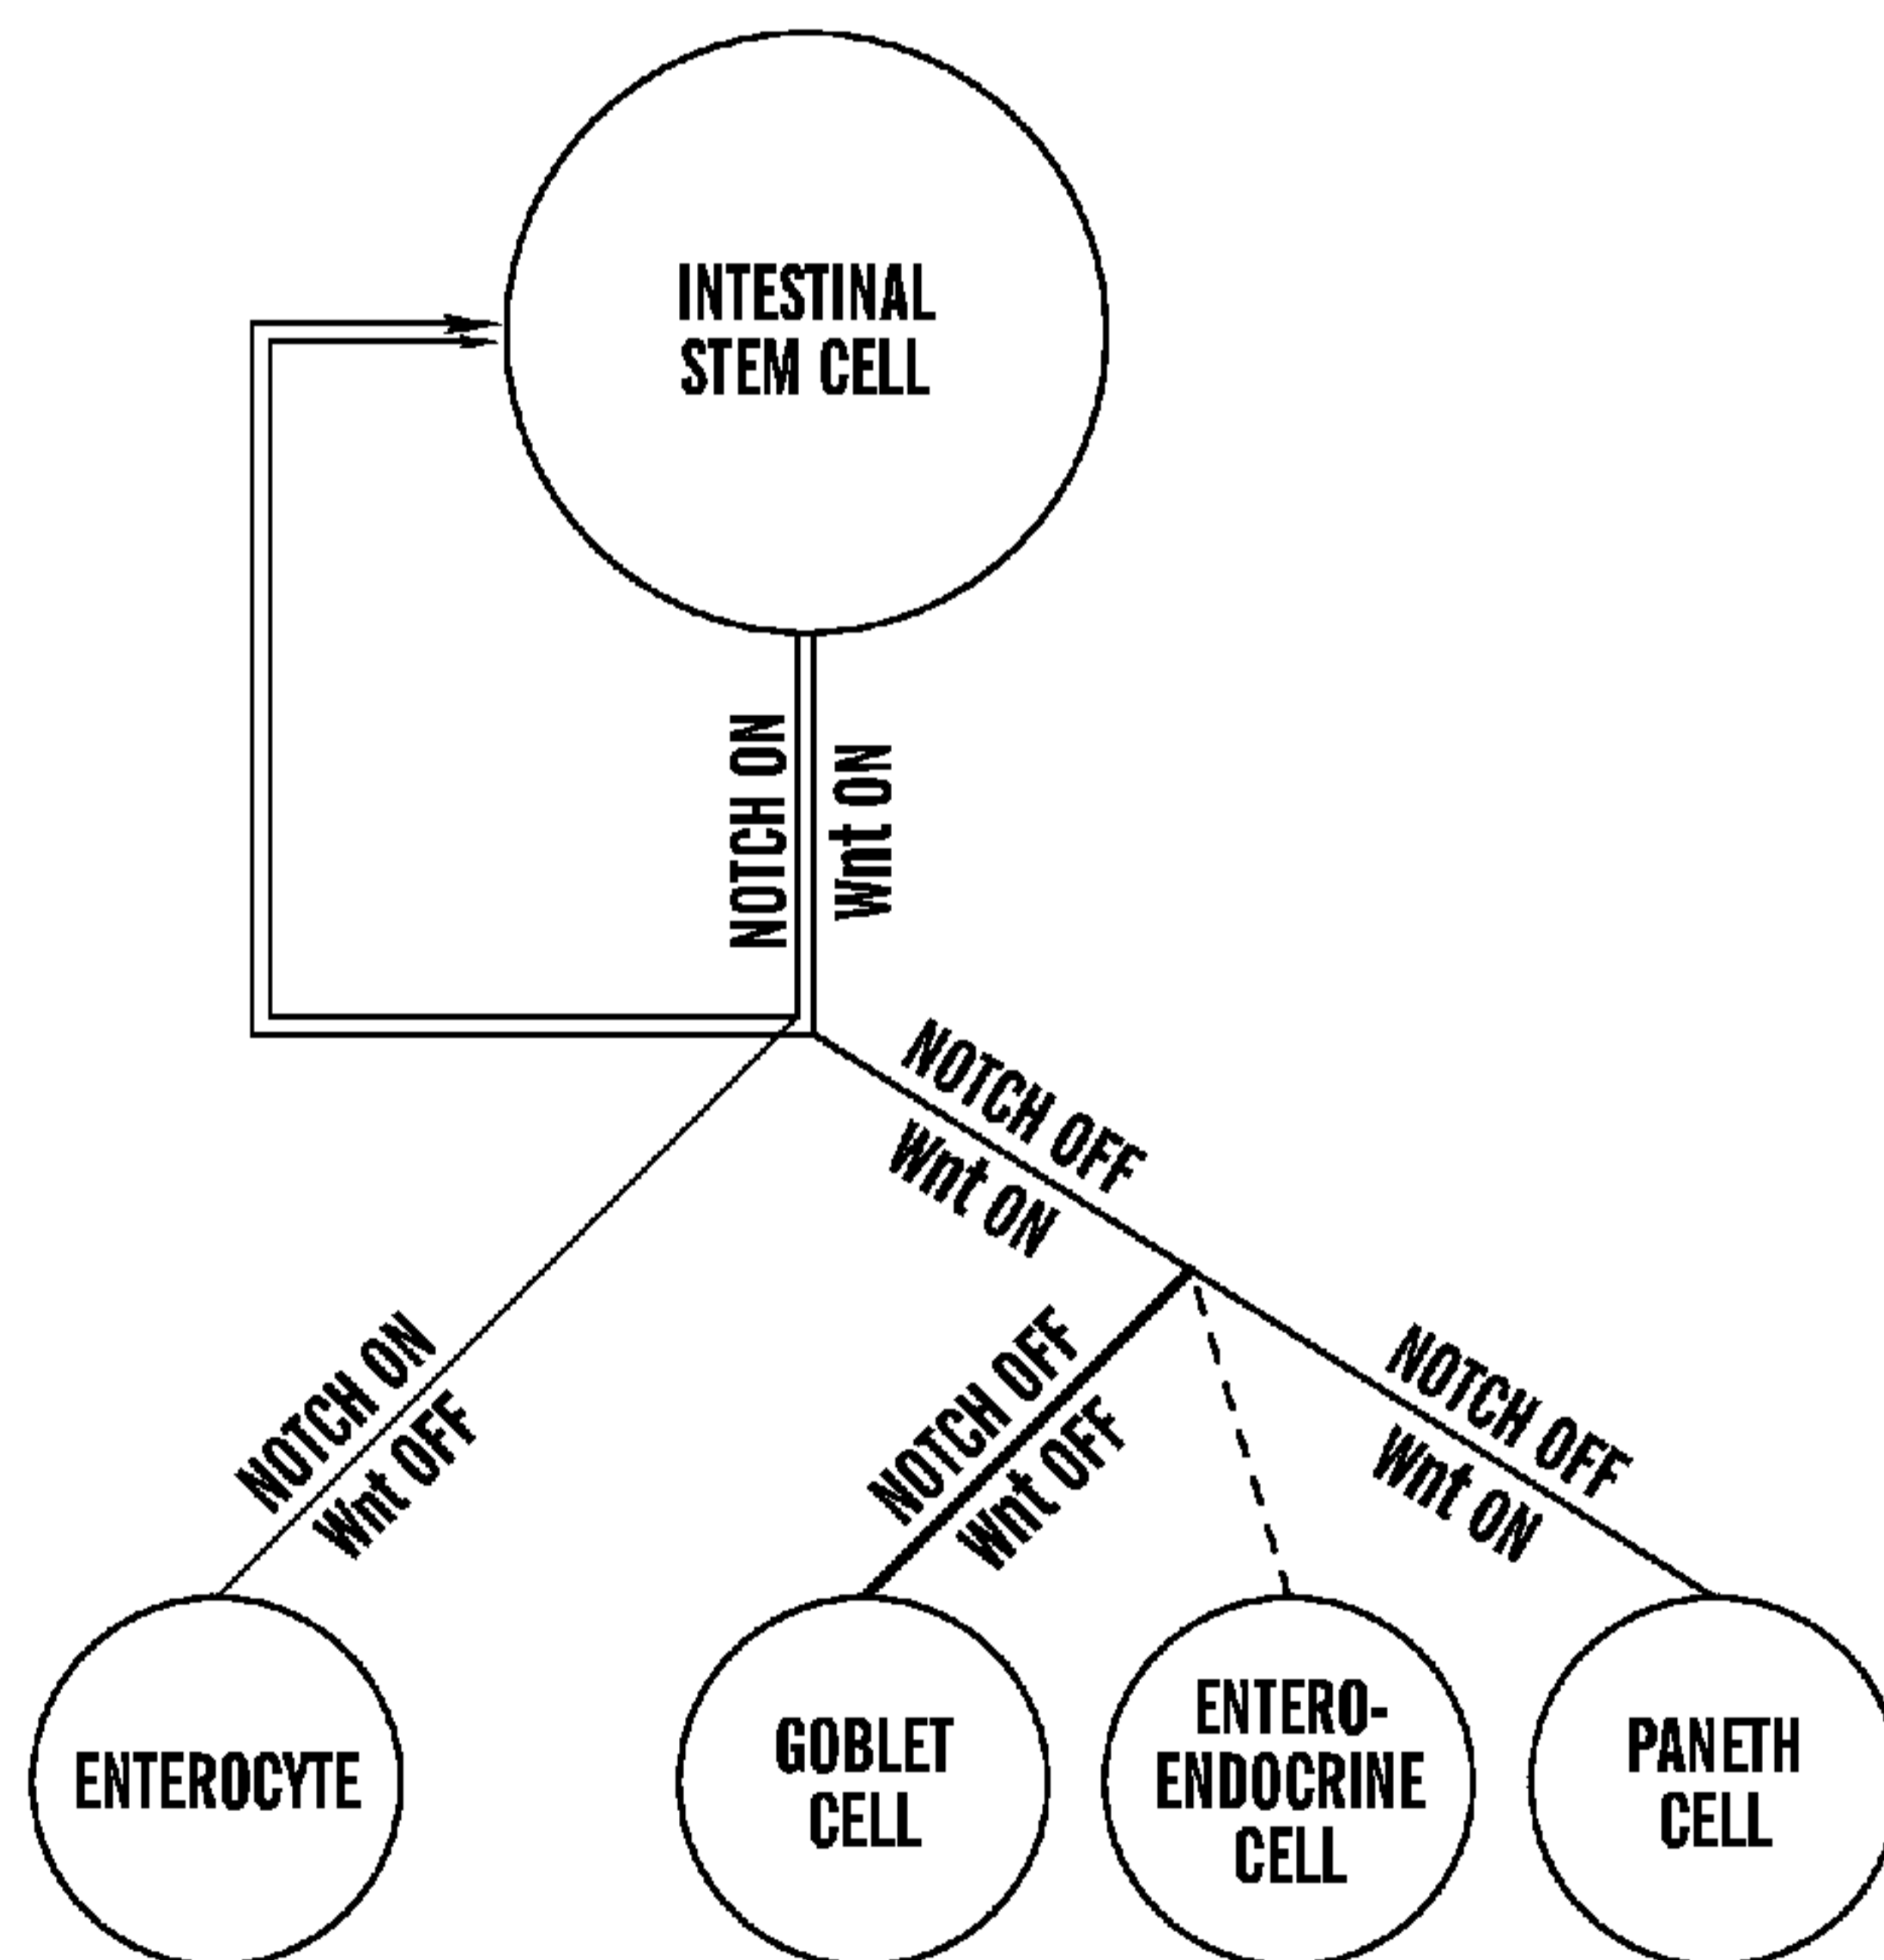 INTESTINAL
STEM CELL
NOTCH ON
Wnt ON
NOTCH OFF
Wnt ON
NOTCH ON
Wnt OFF
NOTCH OFF
Wnt OFF
NOTCH OFF
Wnt ON
ENTEROCYTE
GOBLET
CELL
ENTERO-
ENDOCRINE
CELL
PANETH
CELL